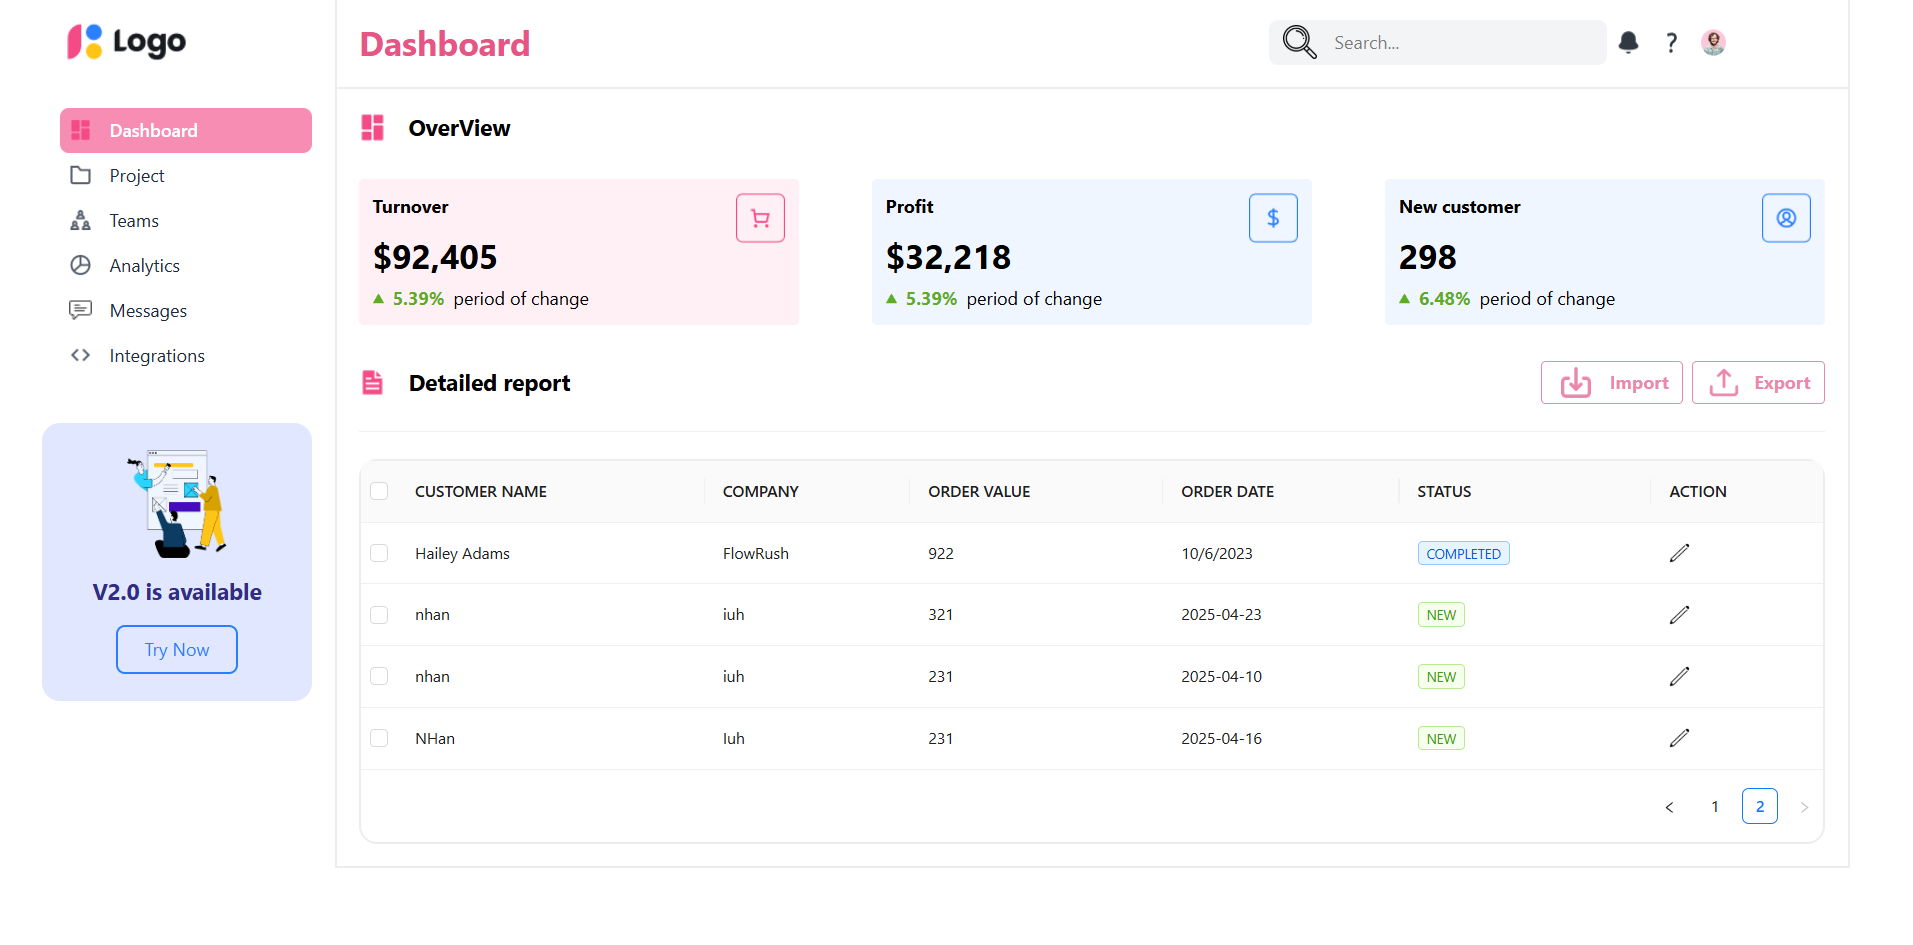 Logo
Dashboard
Project
Teams
Analytics
Messages
Integrations
V2.0 is available
Try Now
Dashboard
Search...
?
OverView
Turnover
$92,405
5.39% period of change
Profit
$32,218
5.39% period of change
$
New customer
298
6.48% period of change
Detailed report
Import
Export
CUSTOMER NAME COMPANY ORDER VALUE ORDER DATE STATUS ACTION
Hailey Adams FlowRush 922 10/6/2023 COMPLETED
nhan iuh 321 2025-04-23 NEW
nhan iuh 231 2025-04-10 NEW
NHan Iuh 231 2025-04-16 NEW
< 1 2 >